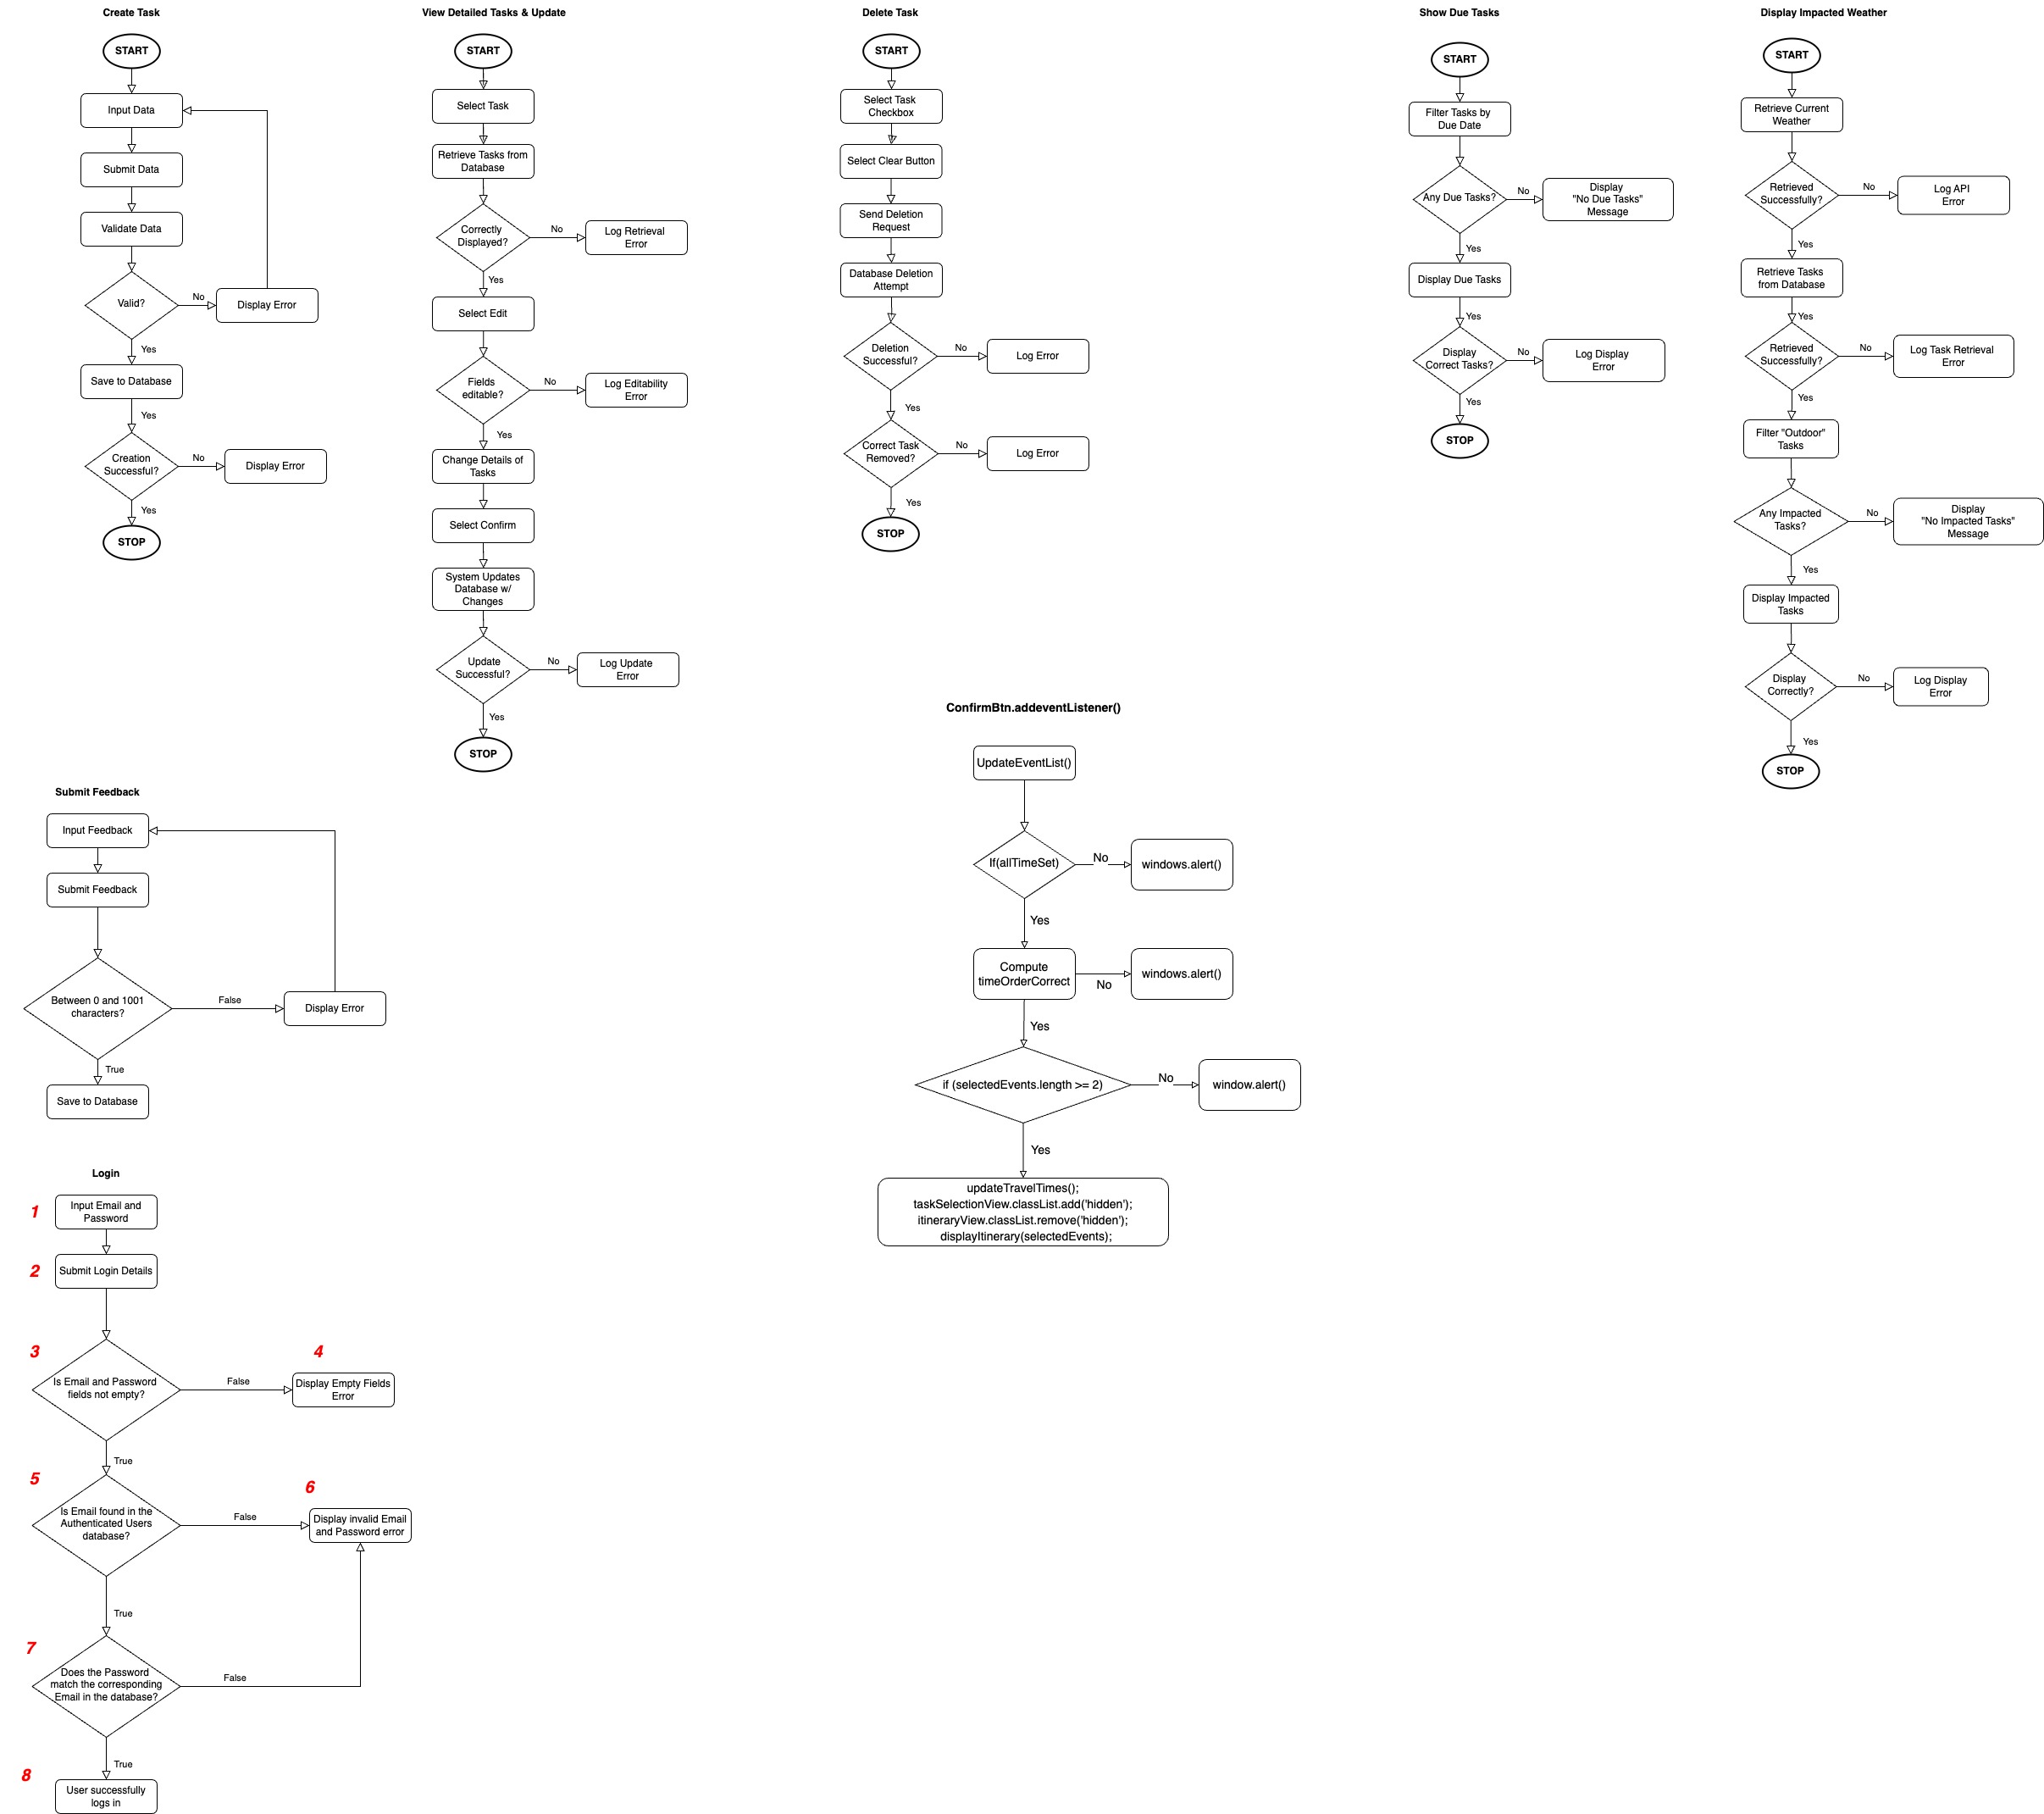 Create Task
START
Input Data
Submit Data
Validate Data
Valid?
No
Display Error
Yes
Save to Database
Yes
Creation
Successful?
No
Display Error
Yes
STOP
View Detailed Tasks & Update
START
Select Task
Retrieve Tasks from
Database
Correctly
Displayed?
No
Log Retrieval
Error
Yes
Select Edit
Fields
editable?
No
Log Editability
Error
Yes
Change Details of
Tasks
Select Confirm
System Updates
Database w/
Changes
Update
Successful?
No
Log Update
Error
Yes
STOP
Delete Task
START
Select Task
Checkbox
Select Clear Button
Send Deletion
Request
Database Deletion
Attempt
Deletion
Successful?
No
Log Error
Yes
Correct Task
Removed?
No
Log Error
Yes
STOP
Show Due Tasks
START
Filter Tasks by
Due Date
Any Due Tasks?
No
Display
"No Due Tasks"
Message
Yes
Display Due Tasks
Yes
Display
Correct Tasks?
No
Log Display
Error
Yes
STOP
Display Impacted Weather
START
Retrieve Current
Weather
Retrieved
Successfully?
No
Log API
Error
Yes
Retrieve Tasks
from Database
Yes
Retrieved
Successfully?
No
Log Task Retrieval
Error
Yes
Filter "Outdoor"
Tasks
Any Impacted
Tasks?
No
Display
"No Impacted Tasks"
Message
Yes
Display Impacted
Tasks
Display
Correctly?
No
Log Display
Error
Yes
STOP
ConfirmBtn.addeventListener()
UpdateEventList()
If(allTimeSet)
No
windows.alert()
Yes
Compute
timeOrderCorrect
No
windows.alert()
Yes
if (selectedEvents.length >= 2)
No
window.alert()
Yes
updateTravelTimes();
taskSelectionView.classList.add('hidden');
itineraryView.classList.remove('hidden');
displayItinerary(selectedEvents);
Submit Feedback
Input Feedback
Submit Feedback
Between 0 and 1001
characters?
False
Display Error
True
Save to Database
Login
1
Input Email and
Password
2
Submit Login Details
3
Is Email and Password
fields not empty?
False
4
Display Empty Fields
Error
True
5
Is Email found in the
Authenticated Users
database?
False
6
Display invalid Email
and Password error
True
7
Does the Password
match the corresponding
Email in the database?
False
True
8
User successfully
logs in